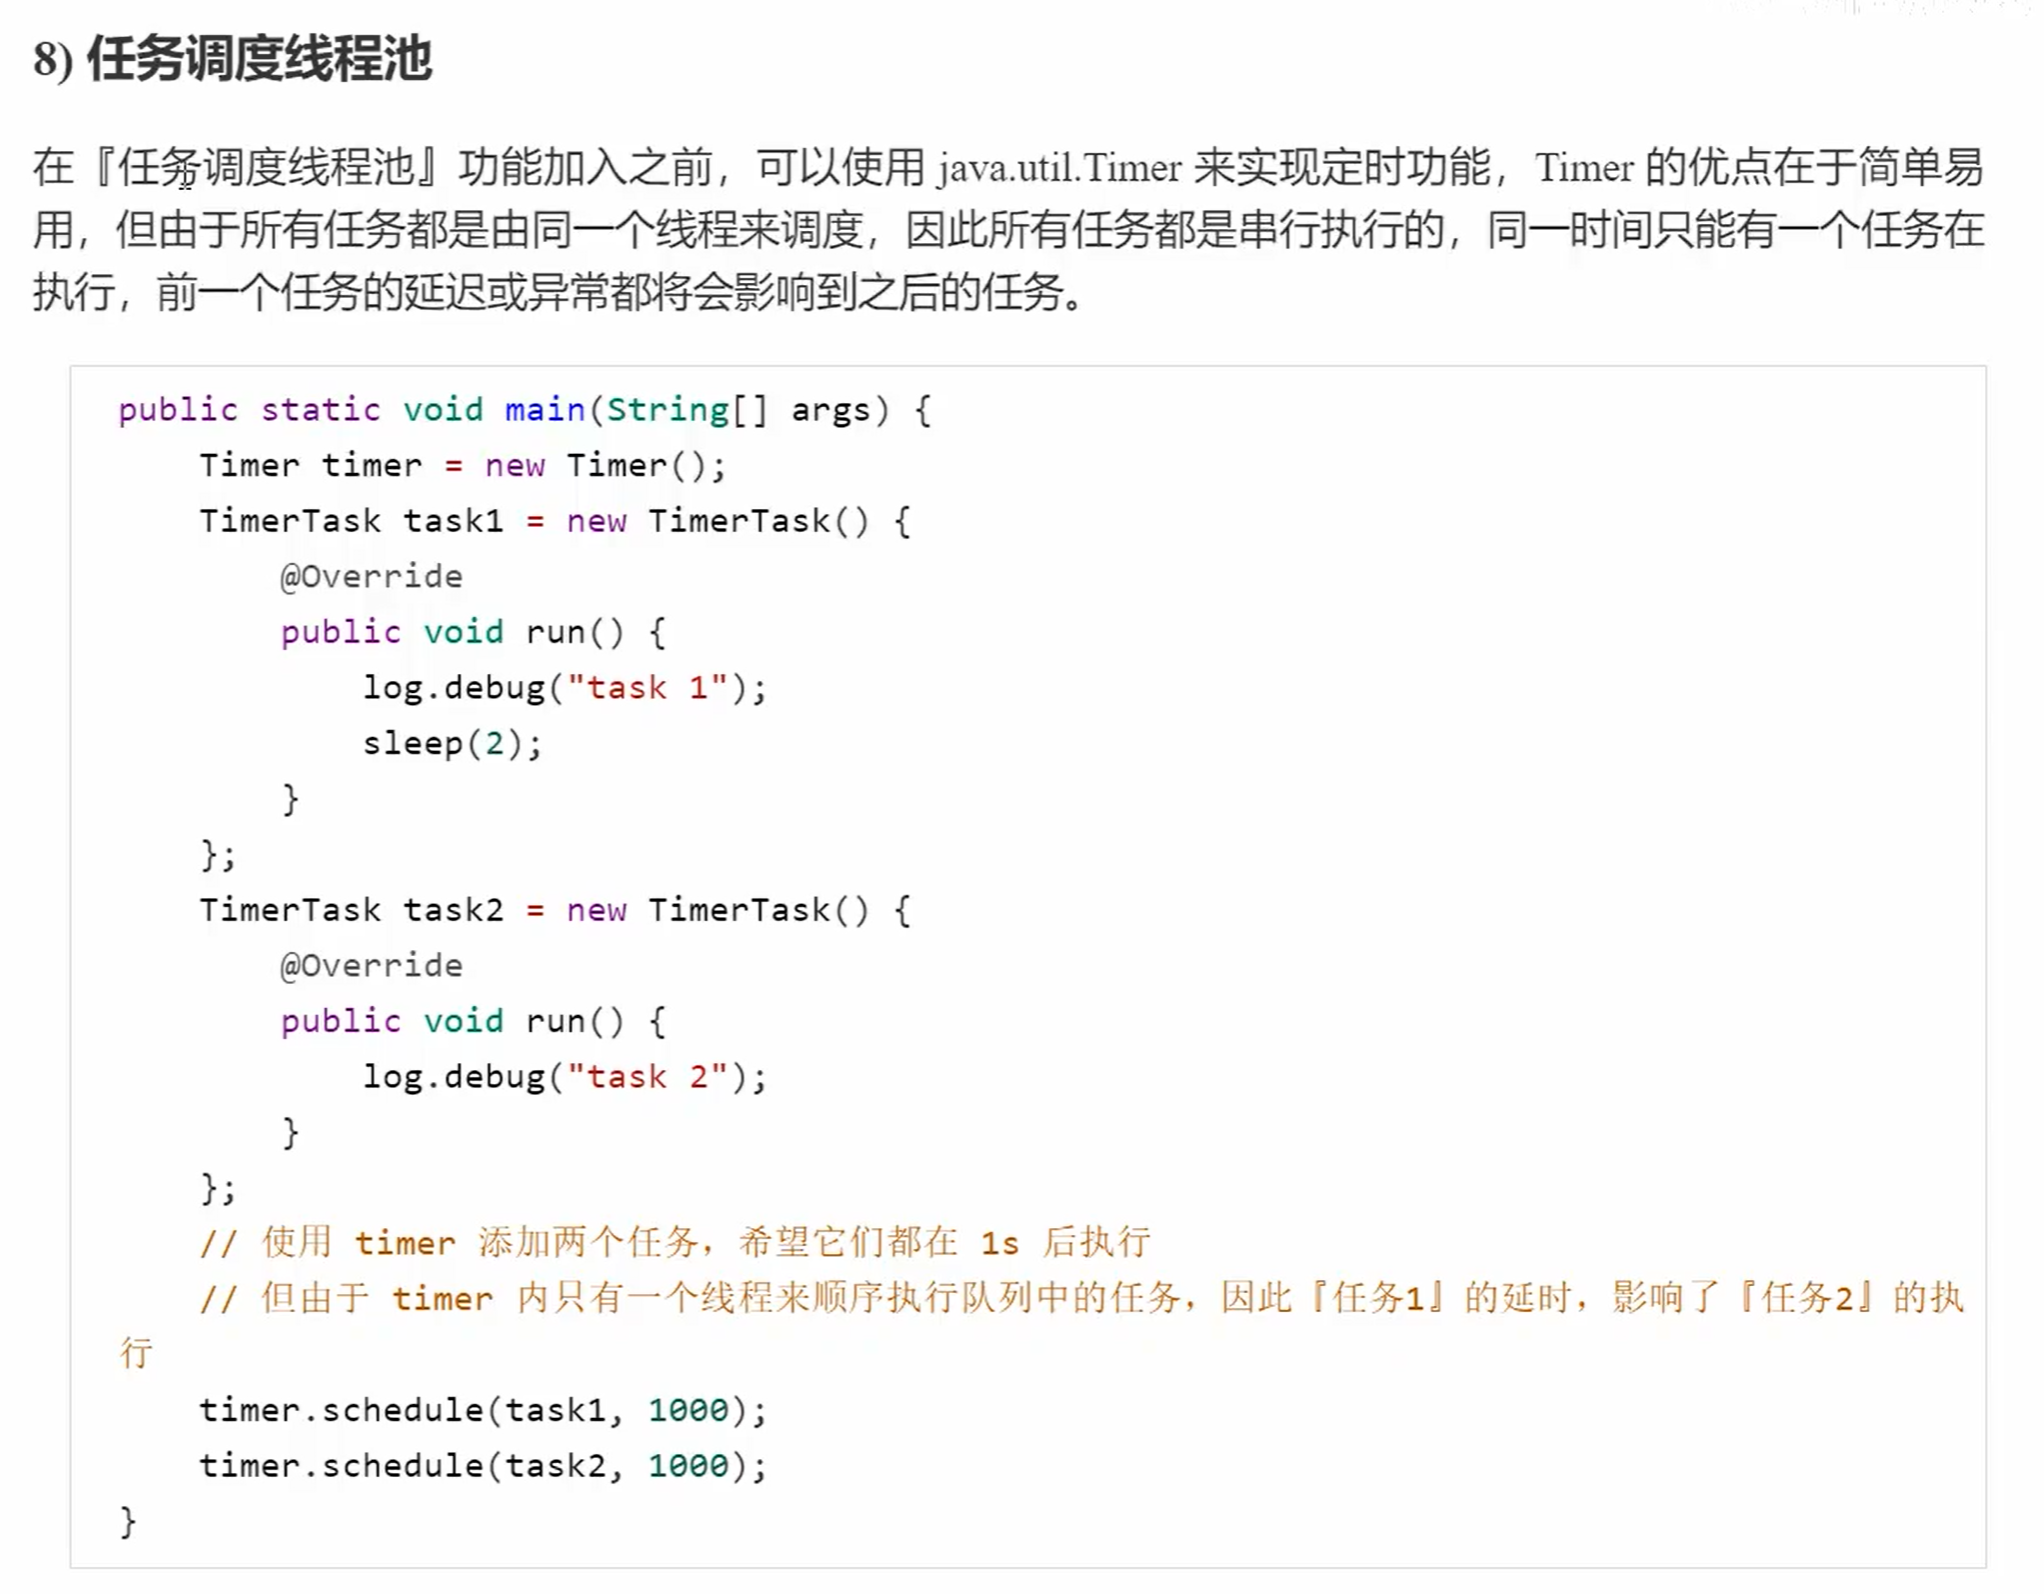 8) 任务调度线程池
在『任务调度线程池』功能加入之前，可以使用 java.util.Timer 来实现定时功能，Timer 的优点在于简单易
用，但由于所有任务都是由同一个线程来调度，因此所有任务都是串行执行的，同一时间只能有一个任务在
执行，前一个任务的延迟或异常都将会影响到之后的任务。
public static void main(String[] args) {
    Timer timer = new Timer();
    TimerTask task1 = new TimerTask() {
        @Override
        public void run() {
            log.debug("task 1");
            sleep(2);
        }
    };
    TimerTask task2 = new TimerTask() {
        @Override
        public void run() {
            log.debug("task 2");
        }
    };
    // 使用 timer 添加两个任务，希望它们都在 1s 后执行
    // 但由于 timer 内只有一个线程来顺序执行队列中的任务，因此『任务1』的延时，影响了『任务2』的执
行
    timer.schedule(task1, 1000);
    timer.schedule(task2, 1000);
}